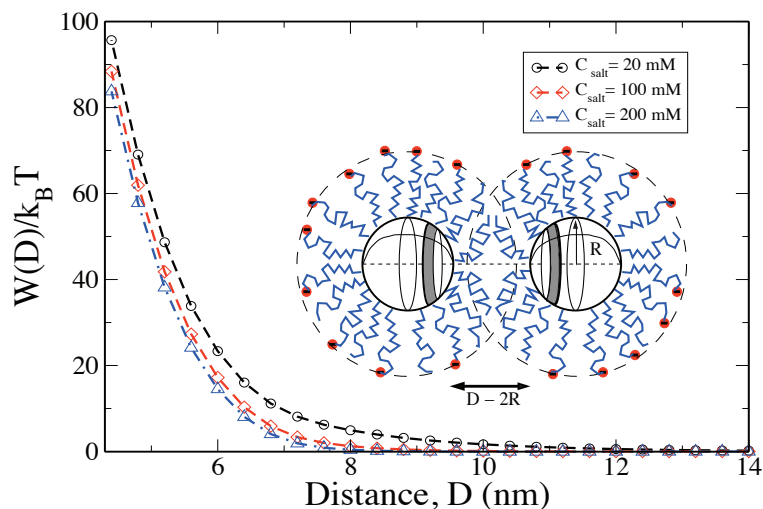 100
80
60
40
20
0
W(D)/k_BT
C_salt = 20 mM
C_salt = 100 mM
C_salt = 200 mM
R
D – 2R
6 8 10 12 14
Distance, D (nm)